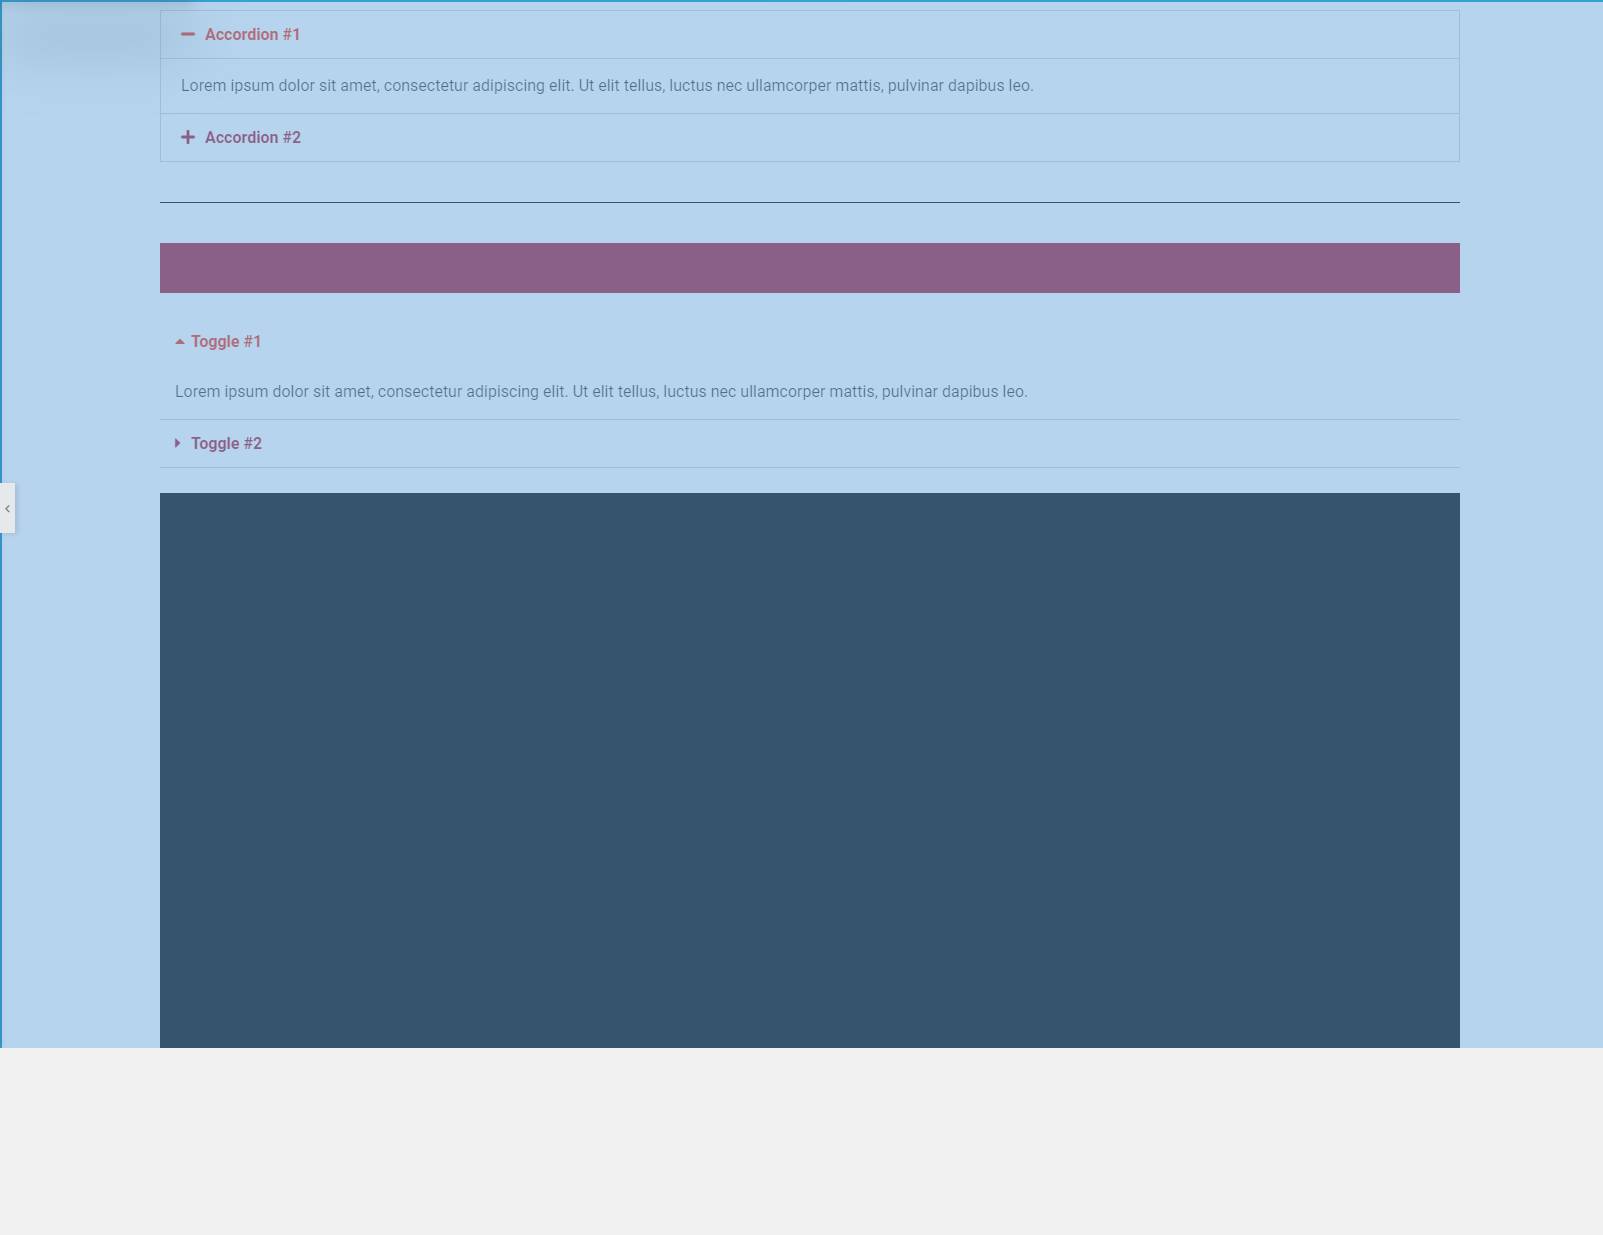 Accordion #1
Lorem ipsum dolor sit amet, consectetur adipiscing elit. Ut elit tellus, luctus nec ullamcorper mattis, pulvinar dapibus leo.
Accordion #2
Toggle #1
Lorem ipsum dolor sit amet, consectetur adipiscing elit. Ut elit tellus, luctus nec ullamcorper mattis, pulvinar dapibus leo.
Toggle #2